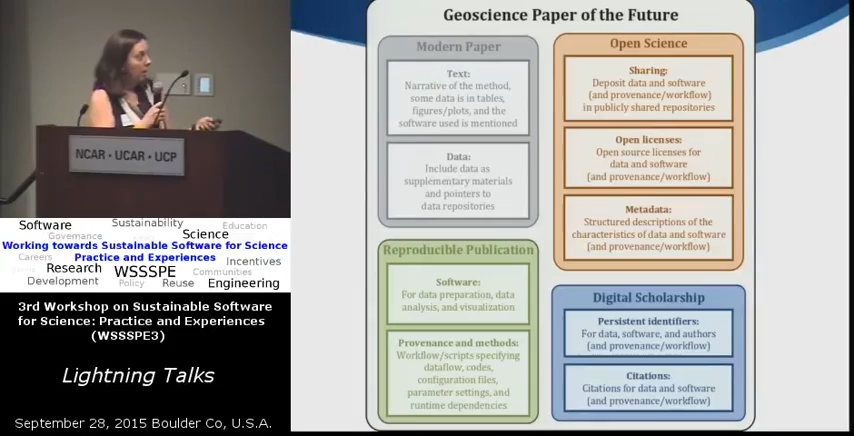 NCAR • UCAR • UCP
Software
Sustainability
Education
Governance
Science
Working towards Sustainable Software for Science
Practice and Experiences
Careers
Incentives
Research
WSSSPE
Communities
Development
Policy
Reuse
Engineering
3rd Workshop on Sustainable Software
for Science: Practice and Experiences
(WSSSPE3)
Lightning Talks
September 28, 2015 Boulder Co, U.S.A.
Geoscience Paper of the Future
Modern Paper
Text:
Narrative of the method,
some data is in tables,
figures/plots, and the
software used is mentioned
Data:
Include data as
supplementary materials
and pointers to
data repositories
Open Science
Sharing:
Deposit data and software
(and provenance/workflow)
in publicly shared repositories
Open licenses:
Open source licenses for
data and software
(and provenance/workflow)
Metadata:
Structured descriptions of the
characteristics of data and software
(and provenance/workflow)
Reproducible Publication
Software:
For data preparation, data
analysis, and visualization
Provenance and methods:
Workflow/scripts specifying
dataflow, codes,
configuration files,
parameter settings, and
runtime dependencies
Digital Scholarship
Persistent identifiers:
For data, software, and authors
(and provenance/workflow)
Citations:
Citations for data and software
(and provenance/workflow)